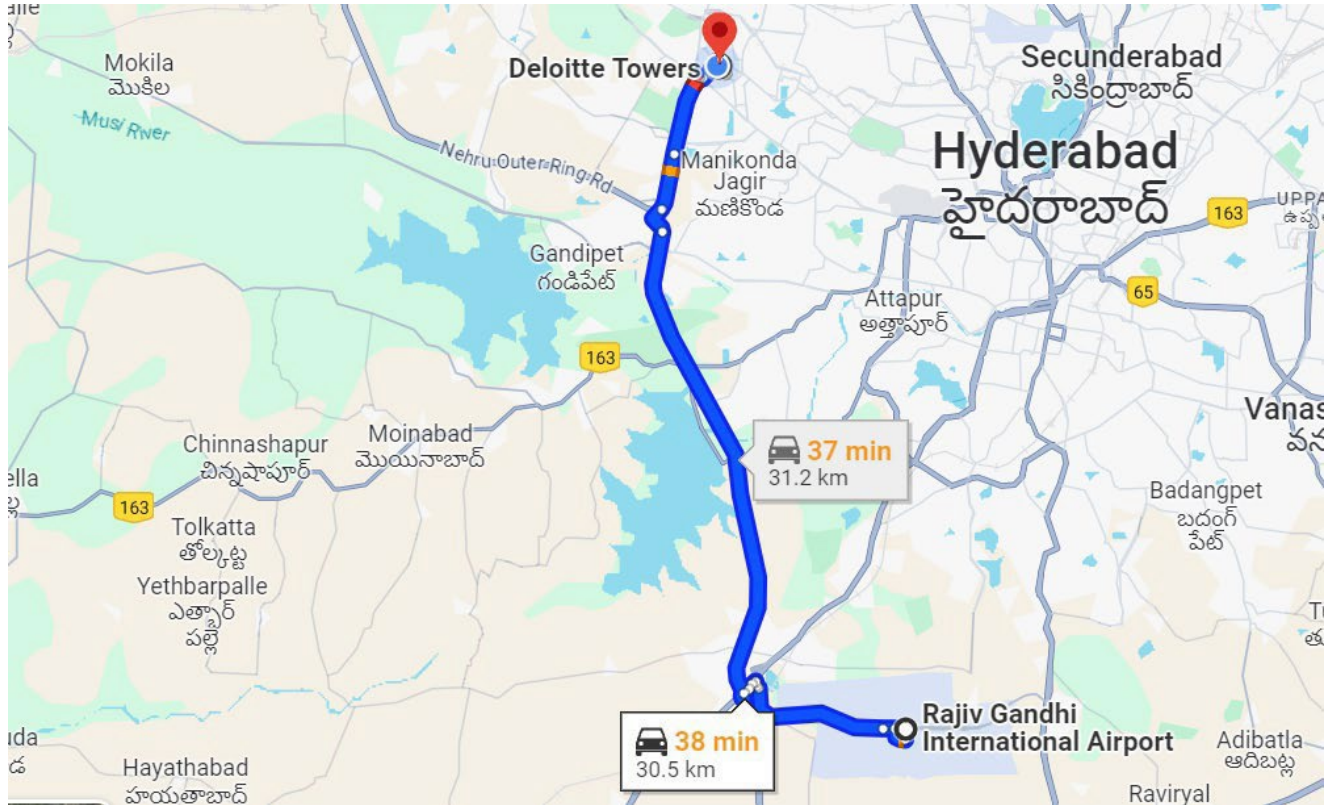 Mokila
మొకిల
Musi River
Deloitte Towers
Secunderabad
సికింద్రాబాద్
Nehru Outer Ring Rd
Manikonda
Jagir
మణికొండ
Hyderabad
హైదరాబాద్
163
Gandipet
గండిపేట్
65
Attapur
అత్తాపూర్
163
Chinnashapur
చిన్నషాపూర్
Moinabad
మొయినాబాద్
37 min
31.2 km
163
Tolkatta
తోల్కట్ట
Yethbarpalle
ఎత్బార్
పల్లె
Badangpet
బదంగ్
పేట్
38 min
30.5 km
Rajiv Gandhi
International Airport
Adibatla
ఆదిబట్ల
Hayathabad
హయతాబాద్
Raviryal